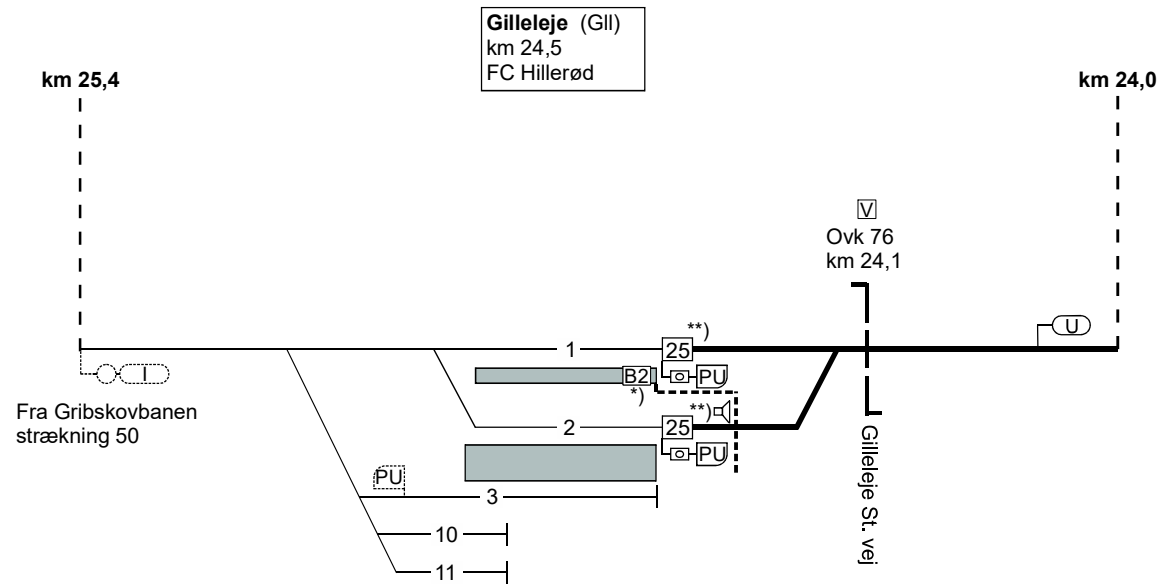 Gilleleje (Gll)
km 24,5
FC Hillerød
km 25,4
km 24,0
V
Ovk 76
km 24,1
U
**)
1
25
I
PU
B2
*)
Fra Gribskovbanen
strækning 50
**)
2
25
PU
Gilleleje St. vej
PU
3
10
11